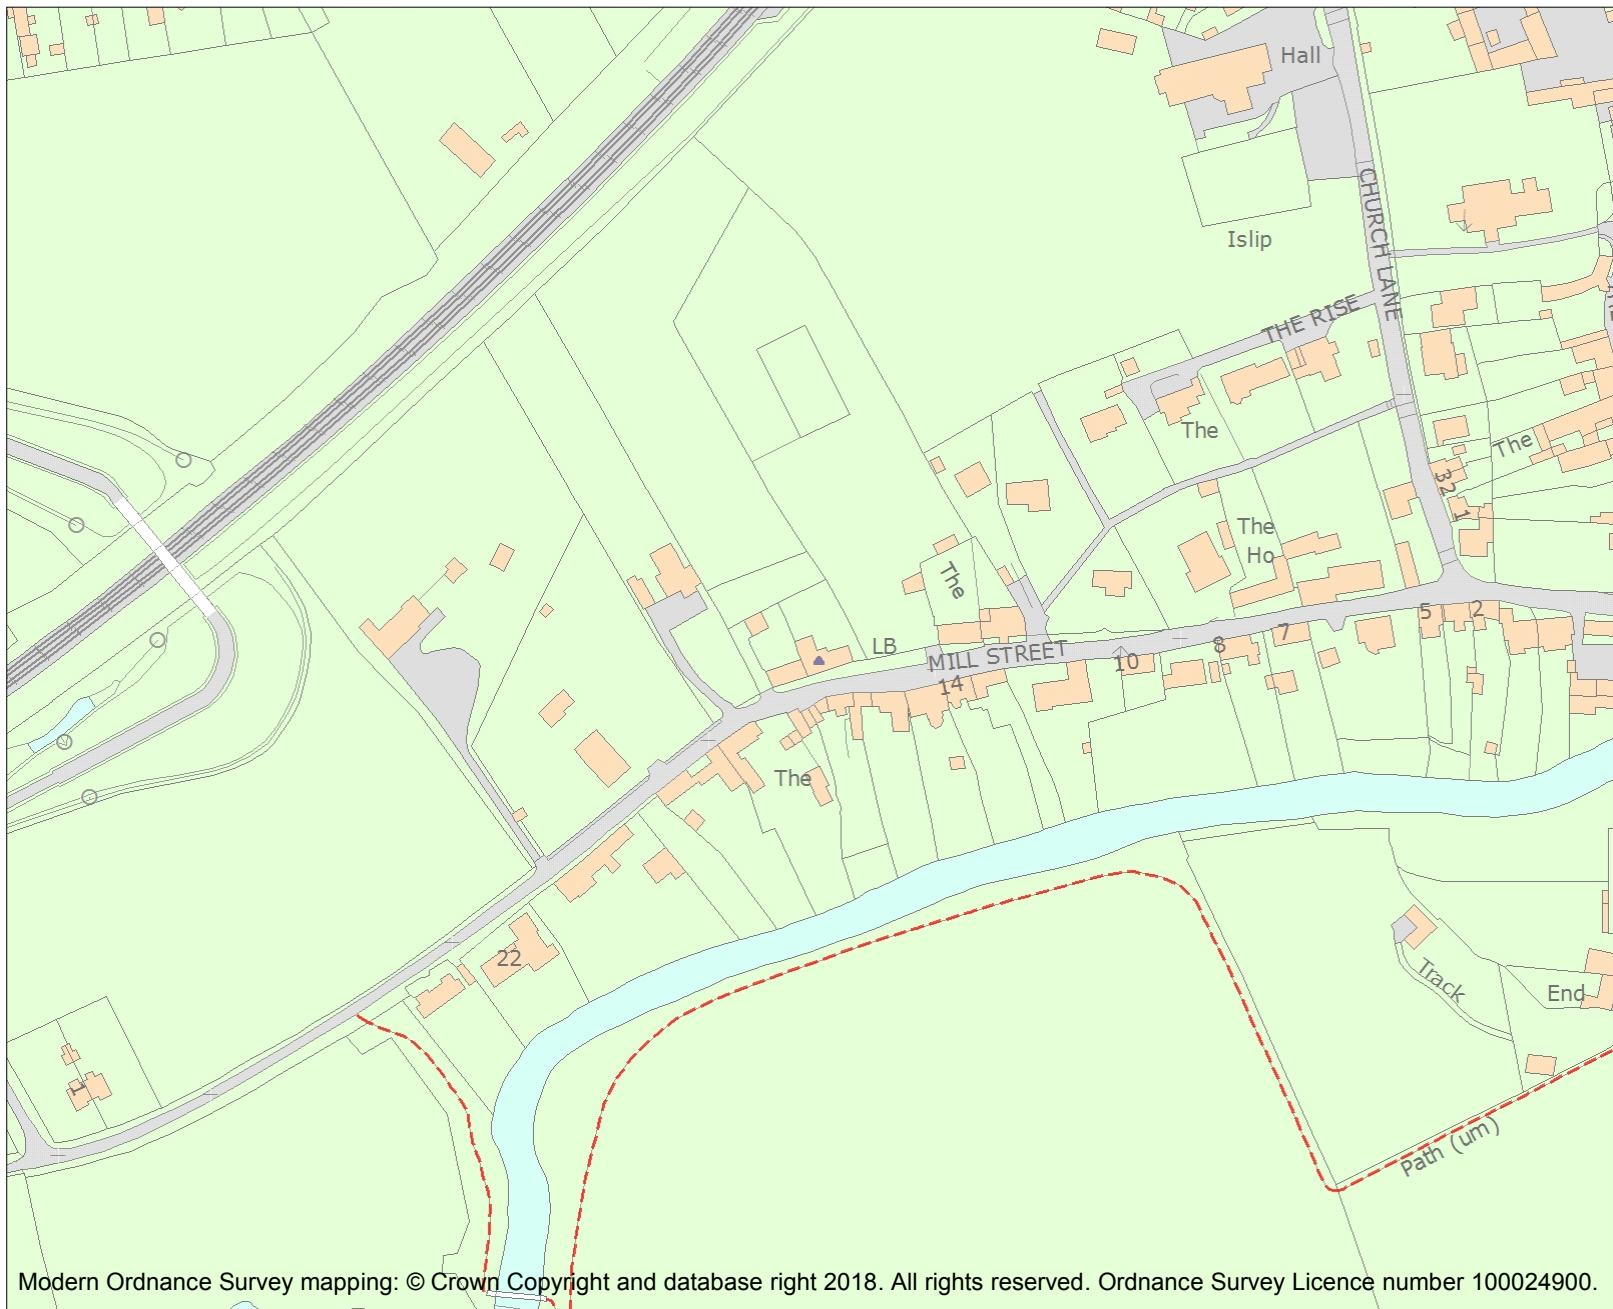 Hall
CHURCH LANE
Islip
THE RISE
The
The
32
1
The
Ho
The
LB
MILL STREET
14
10
8
7
5
2
The
22
1
Track
End
Path (um)
Modern Ordnance Survey mapping: © Crown Copyright and database right 2018. All rights reserved. Ordnance Survey Licence number 100024900.